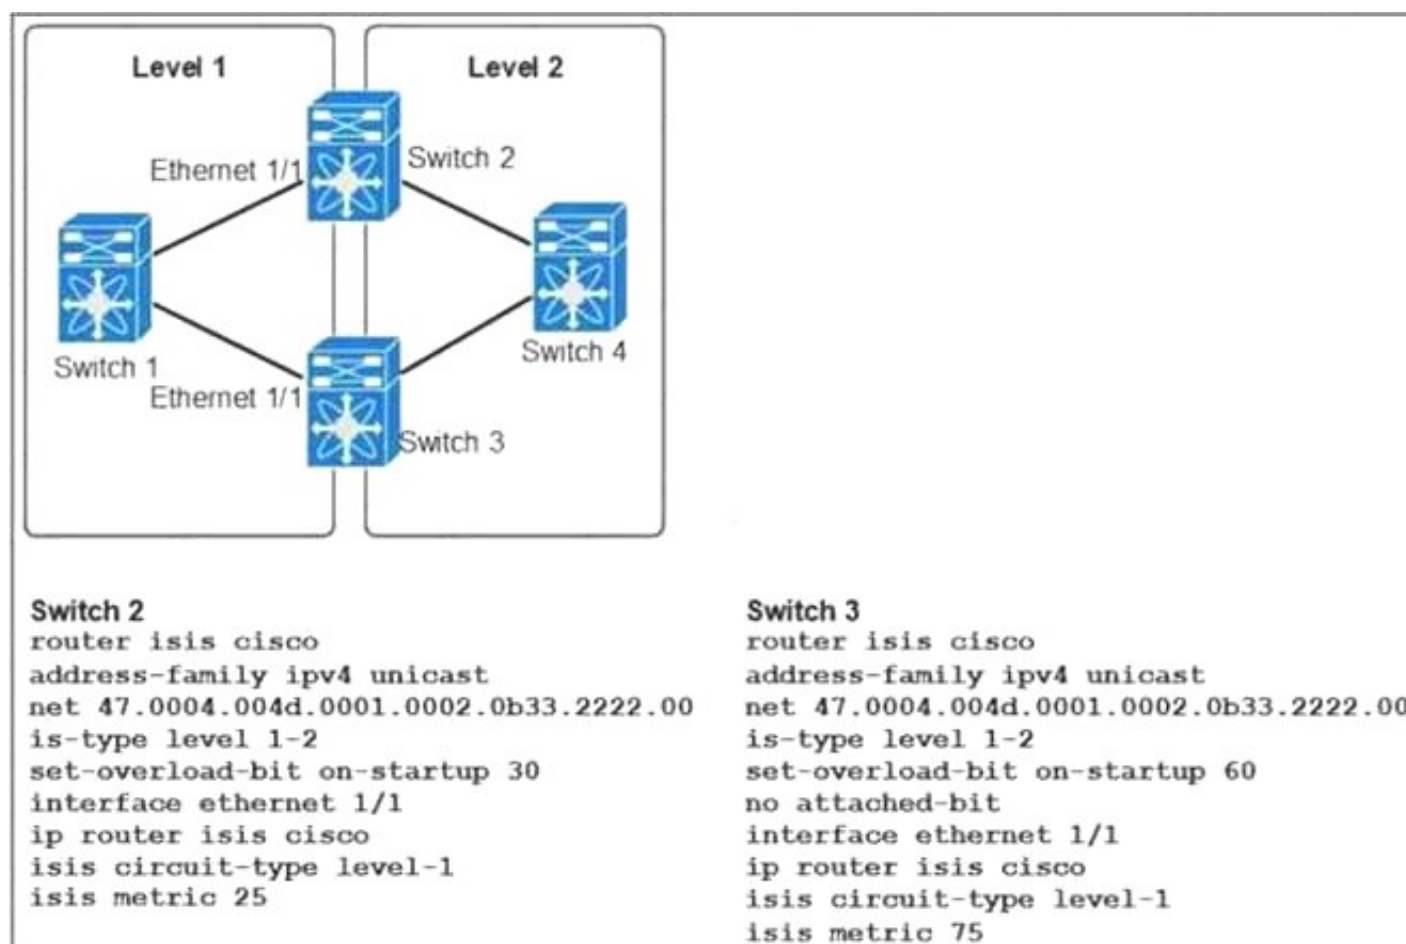 Level 1
Level 2
Ethernet 1/1
Switch 2
Switch 1
Switch 4
Ethernet 1/1
Switch 3
Switch 2
router isis cisco
address-family ipv4 unicast
net 47.0004.004d.0001.0002.0b33.2222.00
is-type level 1-2
set-overload-bit on-startup 30
interface ethernet 1/1
ip router isis cisco
isis circuit-type level-1
isis metric 25
Switch 3
router isis cisco
address-family ipv4 unicast
net 47.0004.004d.0001.0002.0b33.2222.00
is-type level 1-2
set-overload-bit on-startup 60
no attached-bit
interface ethernet 1/1
ip router isis cisco
isis circuit-type level-1
isis metric 75